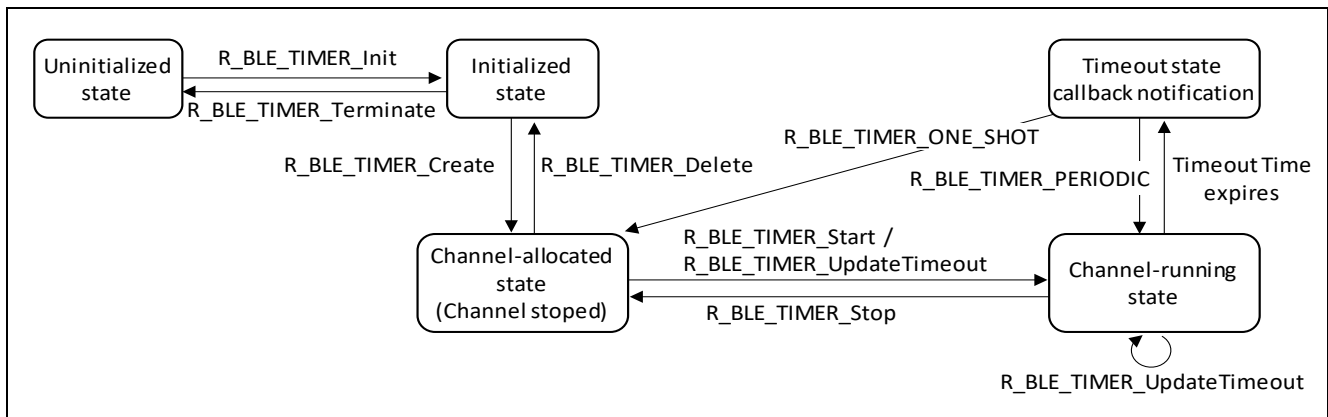 Uninitialized
state
R_BLE_TIMER_Init
R_BLE_TIMER_Terminate
Initialized
state
Timeout state
callback notification
R_BLE_TIMER_Create
R_BLE_TIMER_Delete
R_BLE_TIMER_ONE_SHOT
R_BLE_TIMER_PERIODIC
Timeout Time
expires
Channel-allocated
state
(Channel stoped)
R_BLE_TIMER_Start /
R_BLE_TIMER_UpdateTimeout
R_BLE_TIMER_Stop
Channel-running
state
R_BLE_TIMER_UpdateTimeout